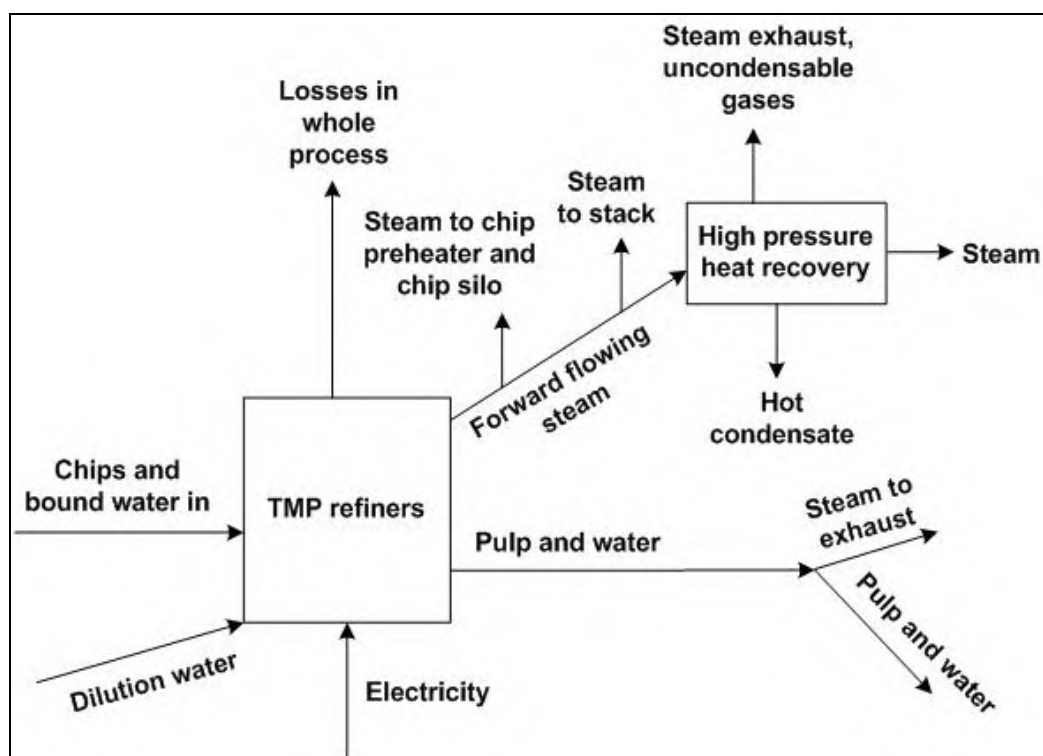 Steam exhaust,
uncondensable
gases
Losses in
whole
process
Steam
to stack
Steam to chip
preheater and
chip silo
High pressure
heat recovery
Steam
Forward flowing
steam
Hot
condensate
Chips and
bound water in
TMP refiners
Pulp and water
Steam to
exhaust
Pulp and water
Dilution water
Electricity